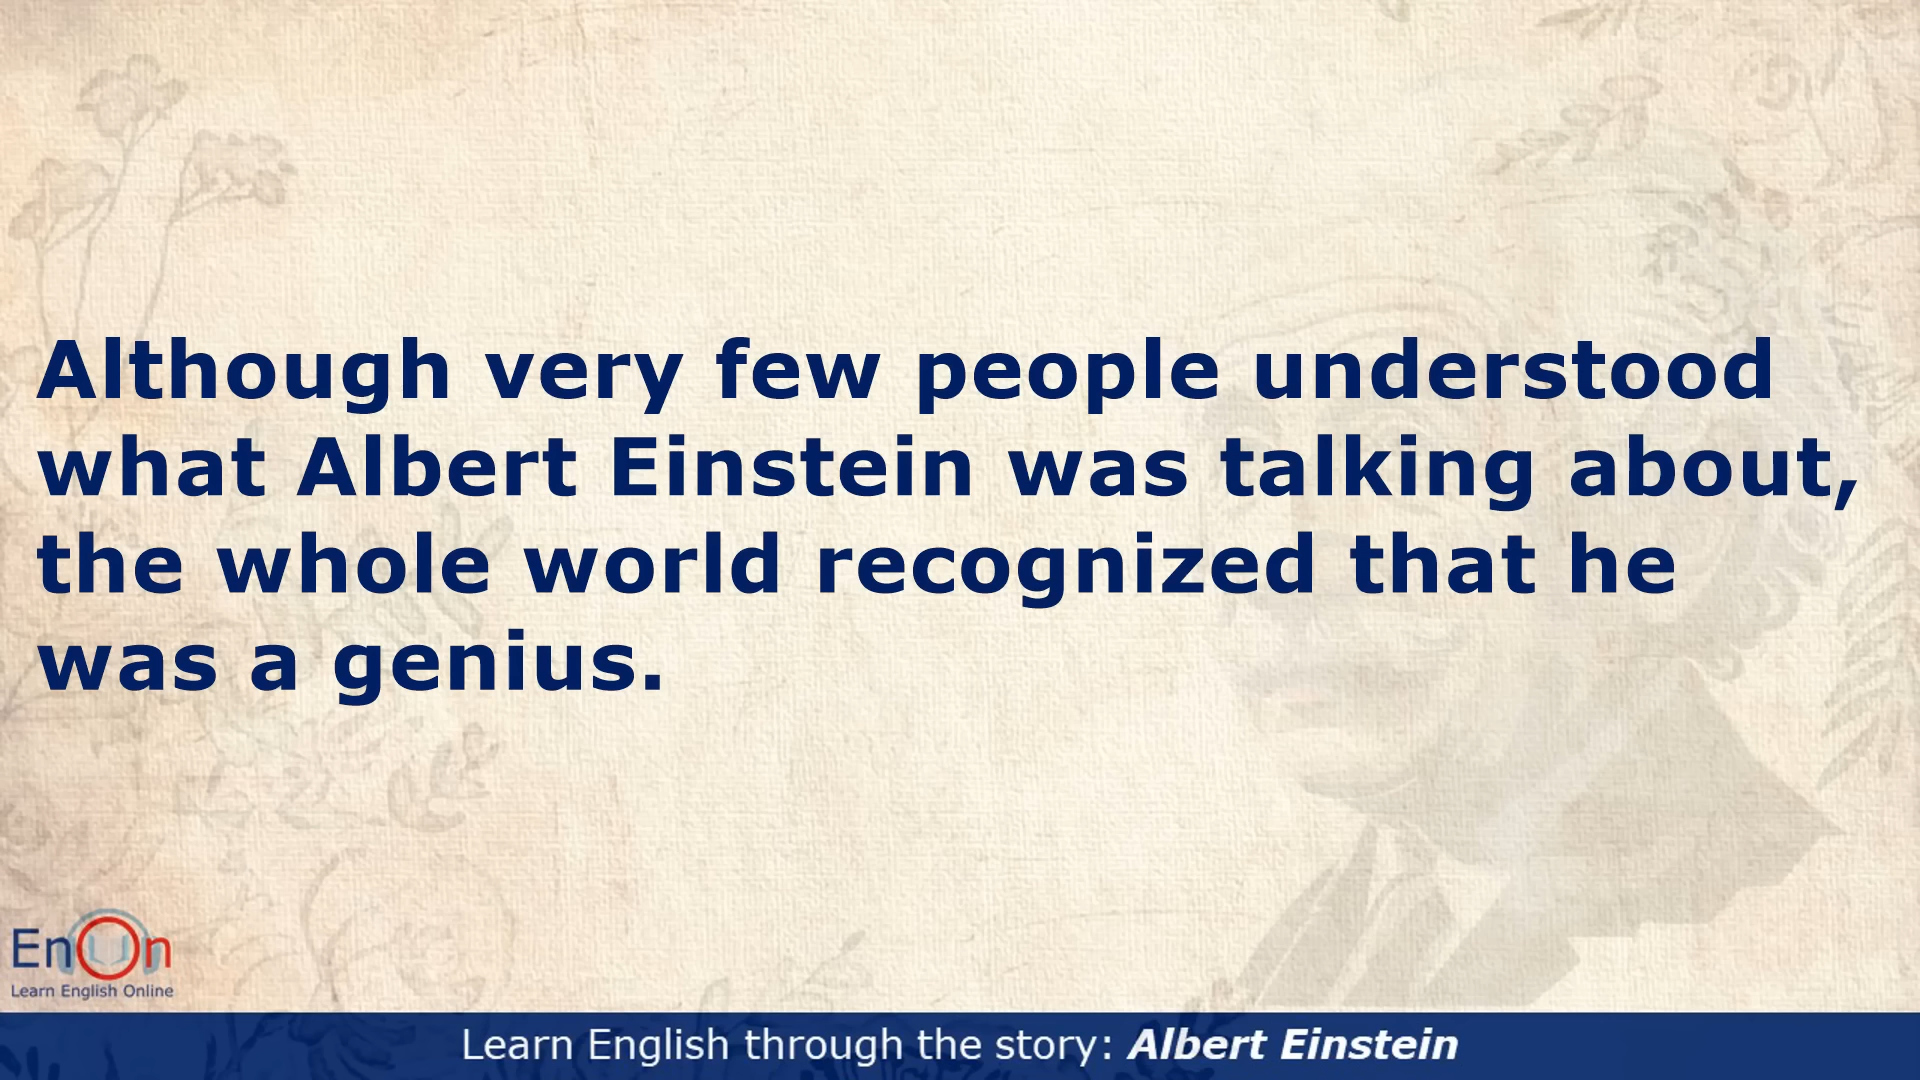 Although very few people understood
what Albert Einstein was talking about,
the whole world recognized that he
was a genius.
EnOn
Learn English Online
Learn English through the story: Albert Einstein